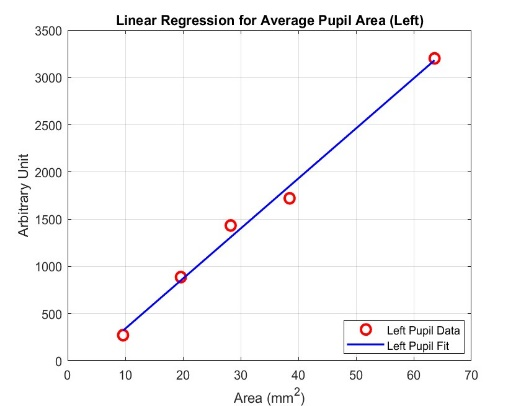 Linear Regression for Average Pupil Area (Left)
3500
3000
2500
2000
1500
1000
500
0
Arbitrary Unit
0 10 20 30 40 50 60 70
Area (mm²)
Left Pupil Data
Left Pupil Fit